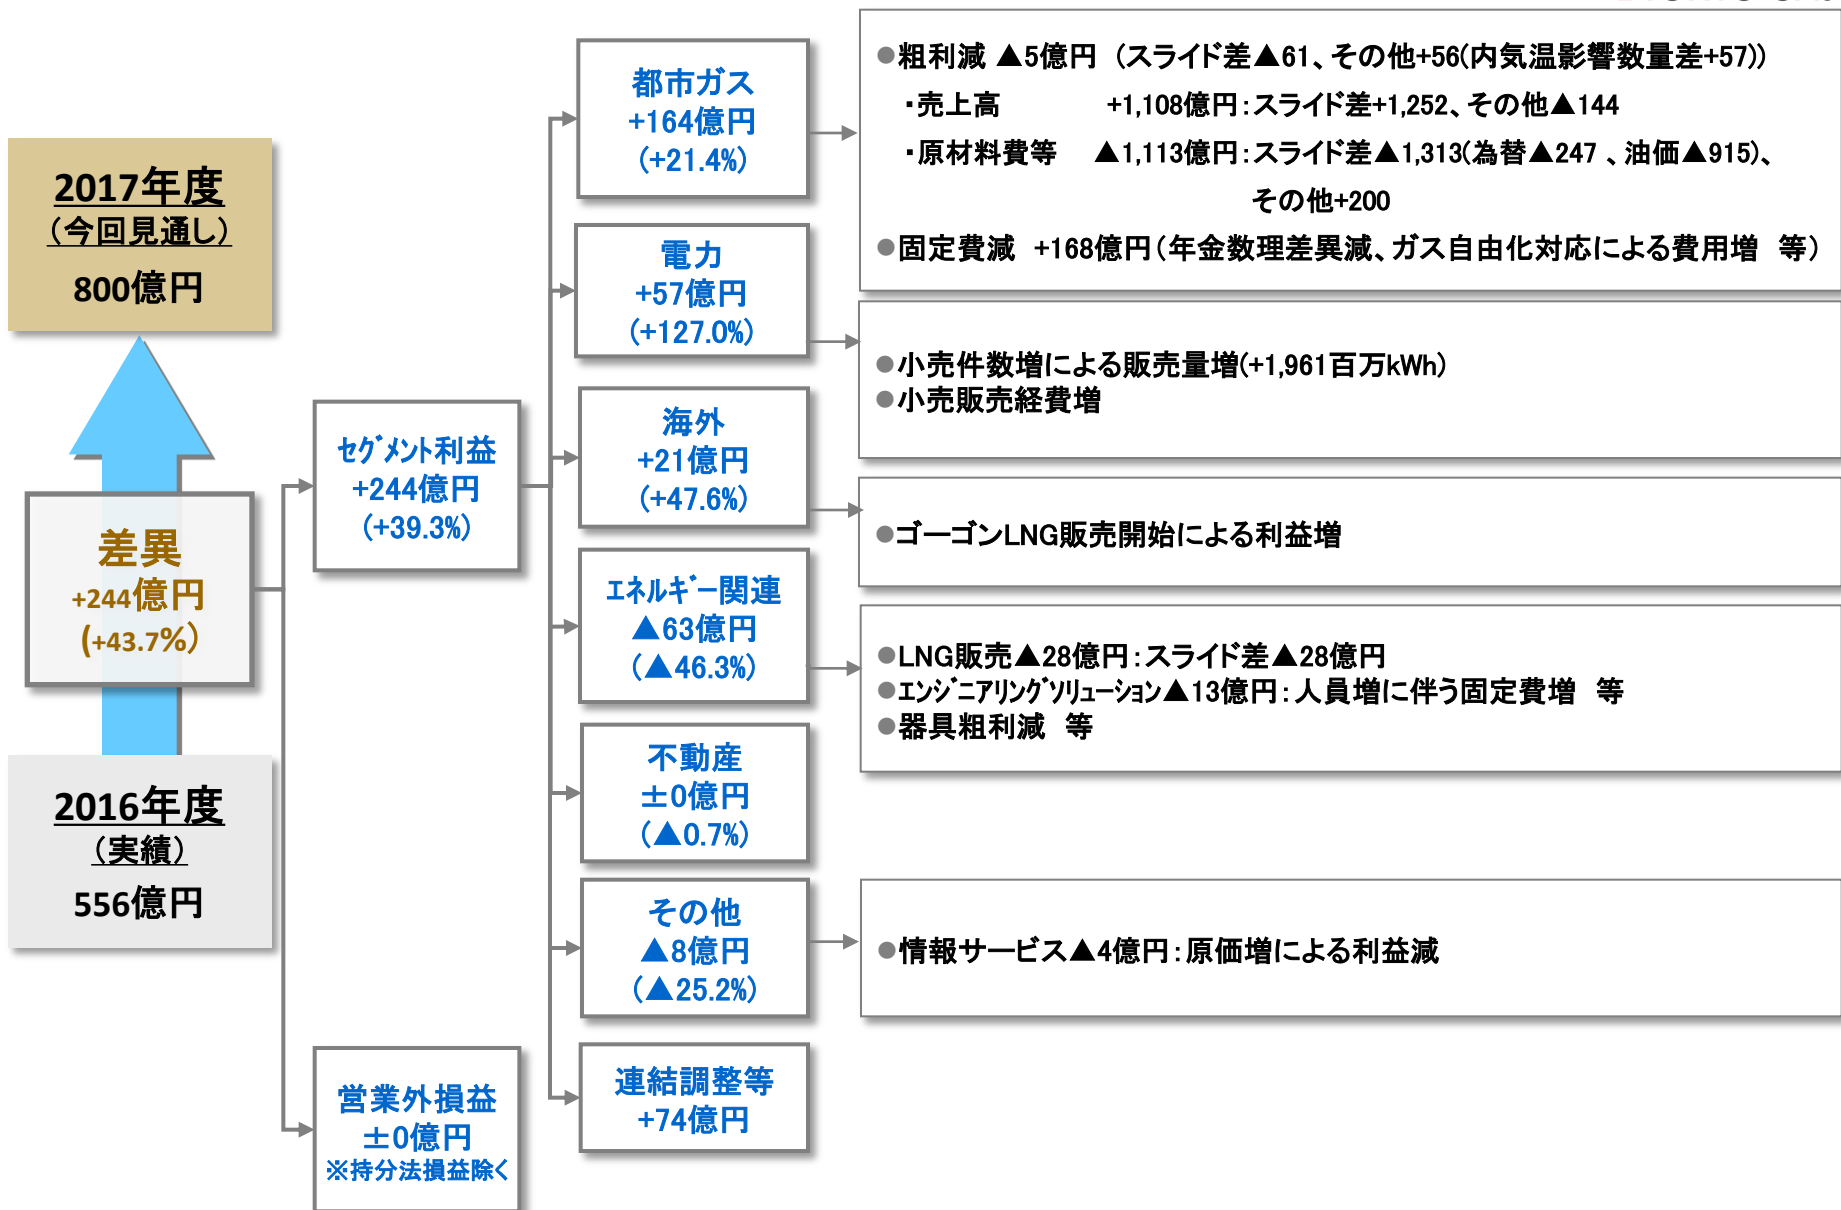 2017年度
(今回見通し)
800億円
差異
+244億円
(+43.7%)
2016年度
(実績)
556億円
ｾｸﾞﾒﾝﾄ利益
+244億円
(+39.3%)
営業外損益
±0億円
※持分法損益除く
都市ガス
+164億円
(+21.4%)
電力
+57億円
(+127.0%)
海外
+21億円
(+47.6%)
ｴﾈﾙｷﾞｰ関連
▲63億円
(▲46.3%)
不動産
±0億円
(▲0.7%)
その他
▲8億円
(▲25.2%)
連結調整等
+74億円
●粗利減 ▲5億円 (スライド差▲61、その他+56(内気温影響数量差+57))
・売上高 +1,108億円：スライド差+1,252、その他▲144
・原材料費等 ▲1,113億円：スライド差▲1,313(為替▲247 、油価▲915)、
その他+200
●固定費減 +168億円(年金数理差異減、ガス自由化対応による費用増 等)
●小売件数増による販売量増(+1,961百万kWh)
●小売販売経費増
●ゴーゴンLNG販売開始による利益増
●LNG販売▲28億円：スライド差▲28億円
●ｴﾝｼﾞﾆｱﾘﾝｸﾞｿﾘｭｰｼｮﾝ▲13億円：人員増に伴う固定費増 等
●器具粗利減 等
●情報サービス▲4億円：原価増による利益減